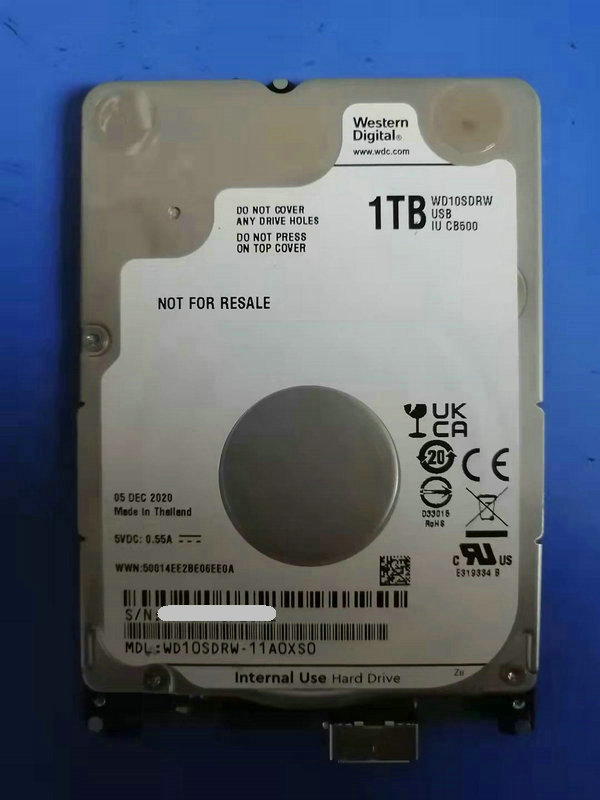 Western
Digital®
www.wdc.com
DO NOT COVER
ANY DRIVE HOLES
DO NOT PRESS
ON TOP COVER
1TB
WD10SDRW
USB
IU CB600
NOT FOR RESALE
UK
CA
20
CE
05 DEC 2020
Made in Thailand
D33015
RoHS
5VDC: 0.55A
c RU US
E319334 B
WWN:50014EE2BE06EE0A
S/N:
MDL:WD10SDRW-11A0XS0
Internal Use Hard Drive